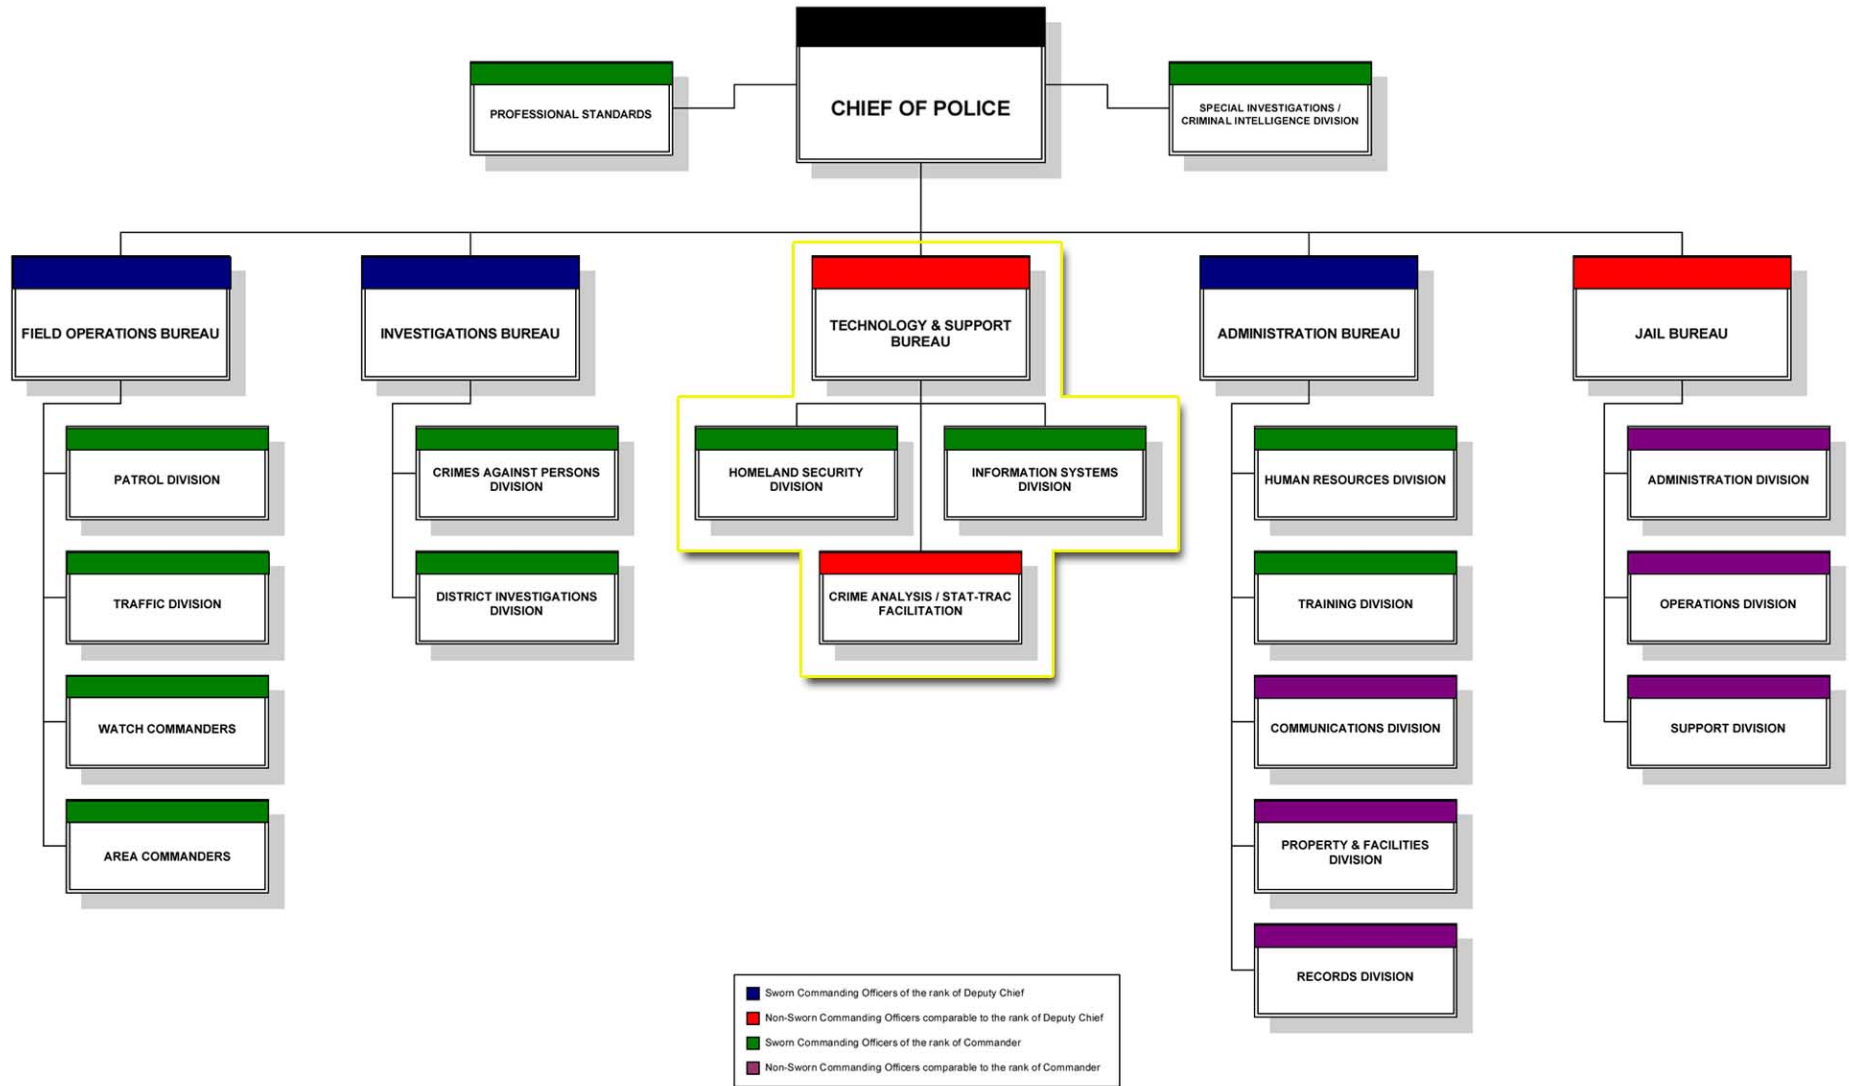 CHIEF OF POLICE
PROFESSIONAL STANDARDS
SPECIAL INVESTIGATIONS /
CRIMINAL INTELLIGENCE DIVISION
FIELD OPERATIONS BUREAU
INVESTIGATIONS BUREAU
TECHNOLOGY & SUPPORT
BUREAU
ADMINISTRATION BUREAU
JAIL BUREAU
PATROL DIVISION
TRAFFIC DIVISION
WATCH COMMANDERS
AREA COMMANDERS
CRIMES AGAINST PERSONS
DIVISION
DISTRICT INVESTIGATIONS
DIVISION
HOMELAND SECURITY
DIVISION
INFORMATION SYSTEMS
DIVISION
CRIME ANALYSIS / STAT-TRAC
FACILITATION
HUMAN RESOURCES DIVISION
TRAINING DIVISION
COMMUNICATIONS DIVISION
PROPERTY & FACILITIES
DIVISION
RECORDS DIVISION
ADMINISTRATION DIVISION
OPERATIONS DIVISION
SUPPORT DIVISION
Sworn Commanding Officers of the rank of Deputy Chief
Non-Sworn Commanding Officers comparable to the rank of Deputy Chief
Sworn Commanding Officers of the rank of Commander
Non-Sworn Commanding Officers comparable to the rank of Commander